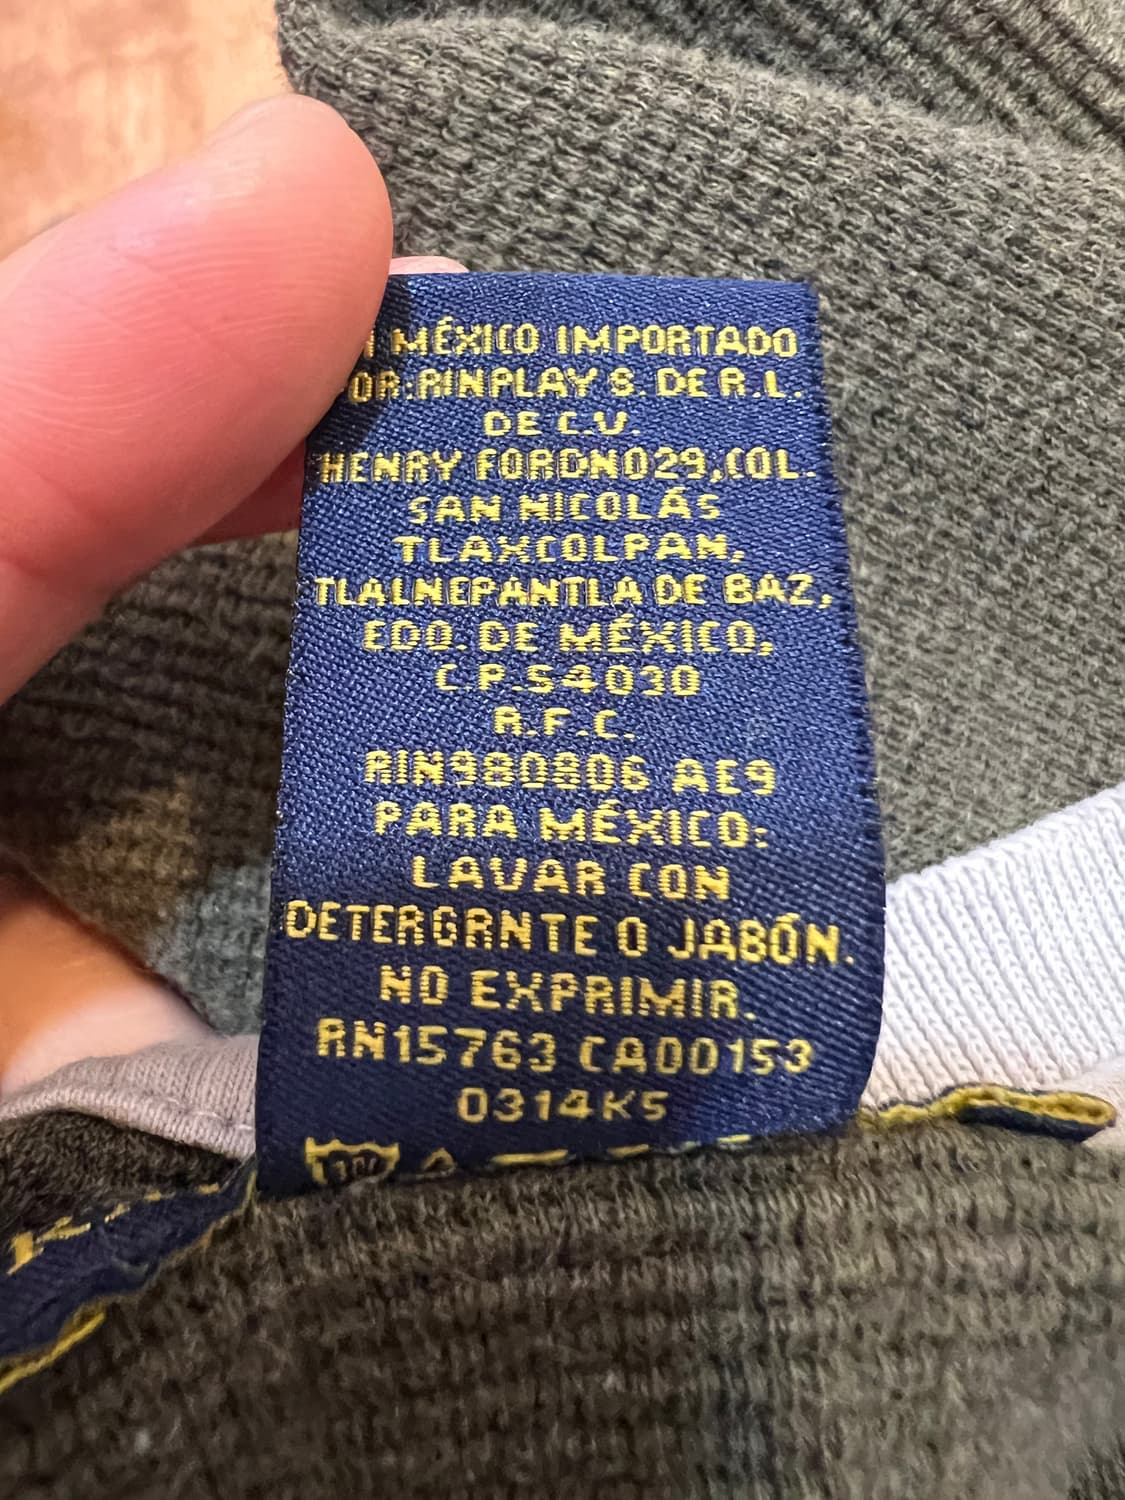 MÉXICO IMPORTADO
OR:RINPLAY S. DE R.L.
DE C.V.
HENRY FORDNO29,COL.
SAN NICOLÁS
TLAXCOLPAN,
TLALNEPANTLA DE BAZ,
EDO. DE MÉXICO,
C.P.54030
R.F.C.
RIN980806 AE9
PARA MÉXICO:
LAVAR CON
DETERGRNTE O JABÓN.
NO EXPRIMIR.
RN15763 CA00153
0314K5